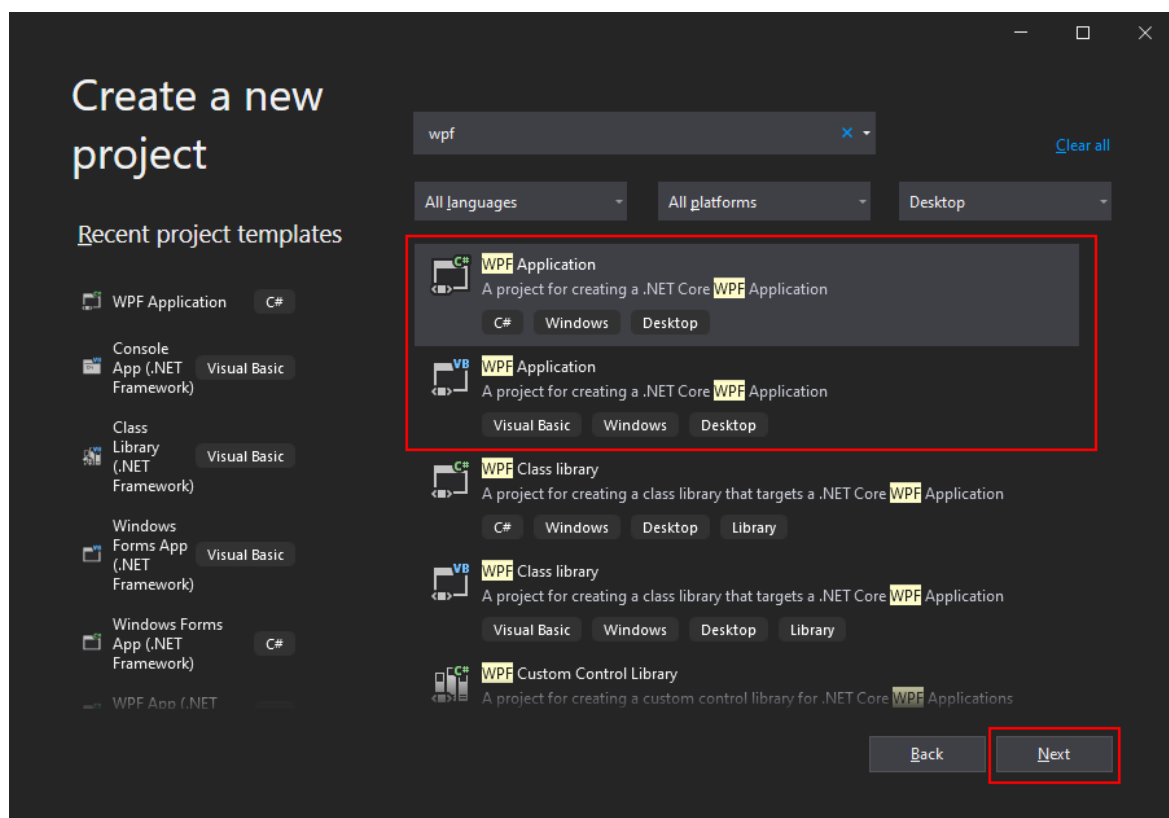 Create a new
project
Recent project templates
WPF Application C#
Console
App (.NET Visual Basic
Framework)
Class
Library
(.NET Visual Basic
Framework)
Windows
Forms App
(.NET Visual Basic
Framework)
Windows Forms
App (.NET C#
Framework)
WPF App (.NET
wpf
Clear all
All languages All platforms Desktop
C#
WPF Application
A project for creating a .NET Core WPF Application
C# Windows Desktop
VB
WPF Application
A project for creating a .NET Core WPF Application
Visual Basic Windows Desktop
C#
WPF Class library
A project for creating a class library that targets a .NET Core WPF Application
C# Windows Desktop Library
VB
WPF Class library
A project for creating a class library that targets a .NET Core WPF Application
Visual Basic Windows Desktop Library
C#
WPF Custom Control Library
A project for creating a custom control library for .NET Core WPF Applications
Back Next